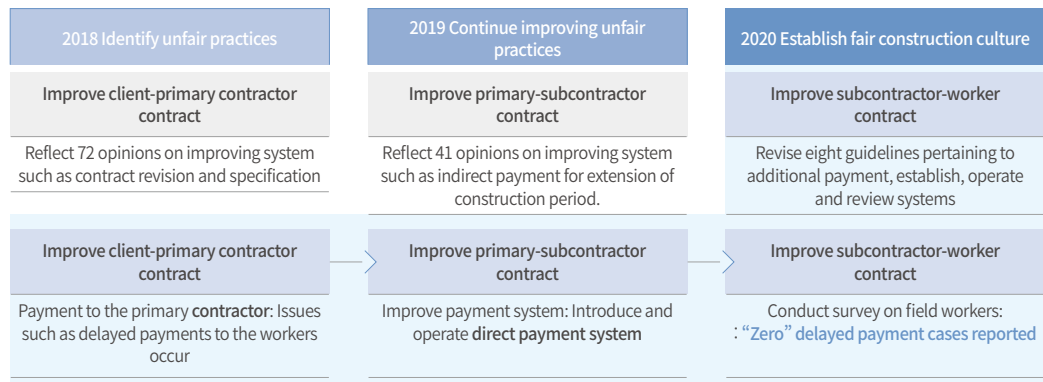 2018 Identify unfair practices
2019 Continue improving unfair
practices
2020 Establish fair construction culture
Improve client-primary contractor
contract
Improve primary-subcontractor
contract
Improve subcontractor-worker
contract
Reflect 72 opinions on improving system
such as contract revision and specification
Reflect 41 opinions on improving system
such as indirect payment for extension of
construction period.
Revise eight guidelines pertaining to
additional payment, establish, operate
and review systems
Improve client-primary contractor
contract
Improve primary-subcontractor
contract
Improve subcontractor-worker
contract
Payment to the primary contractor: Issues
such as delayed payments to the workers
occur
Improve payment system: Introduce and
operate direct payment system
Conduct survey on field workers:
: “Zero” delayed payment cases reported